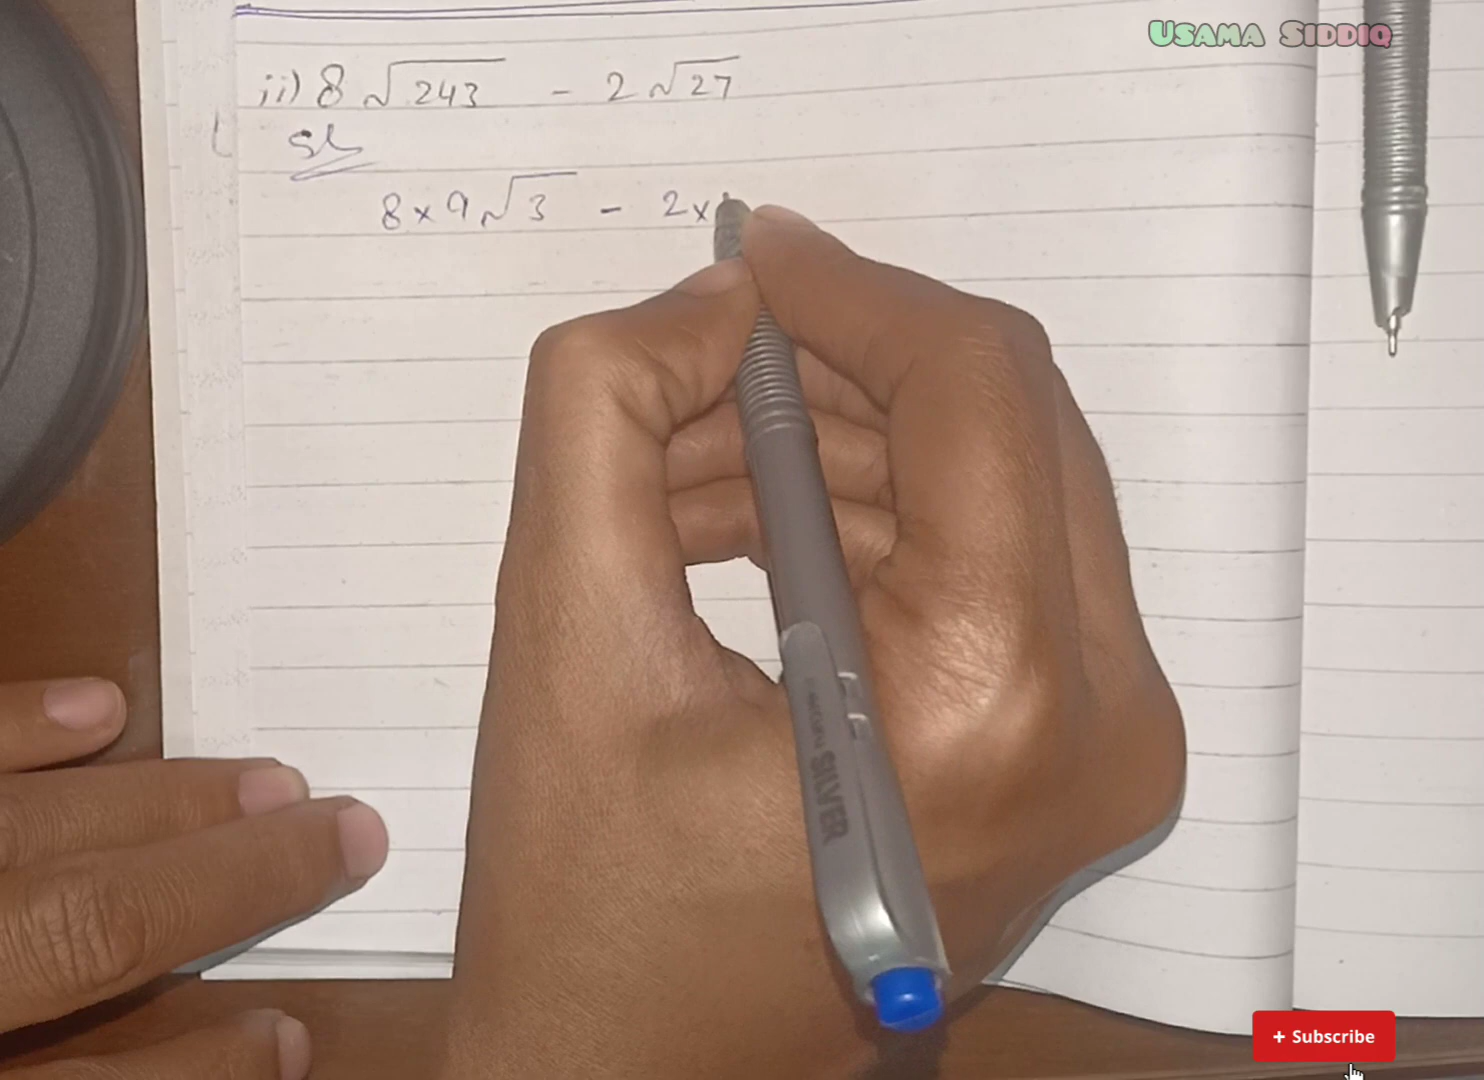 USAMA SIDDIQ
ii) 8 √243 - 2 √27
Sol
8 × 9 √3 - 2 ×
SILVER
+ Subscribe